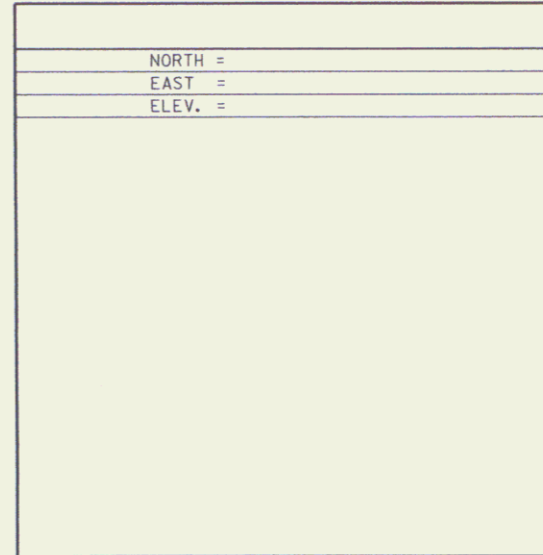 NORTH =
EAST =
ELEV. =